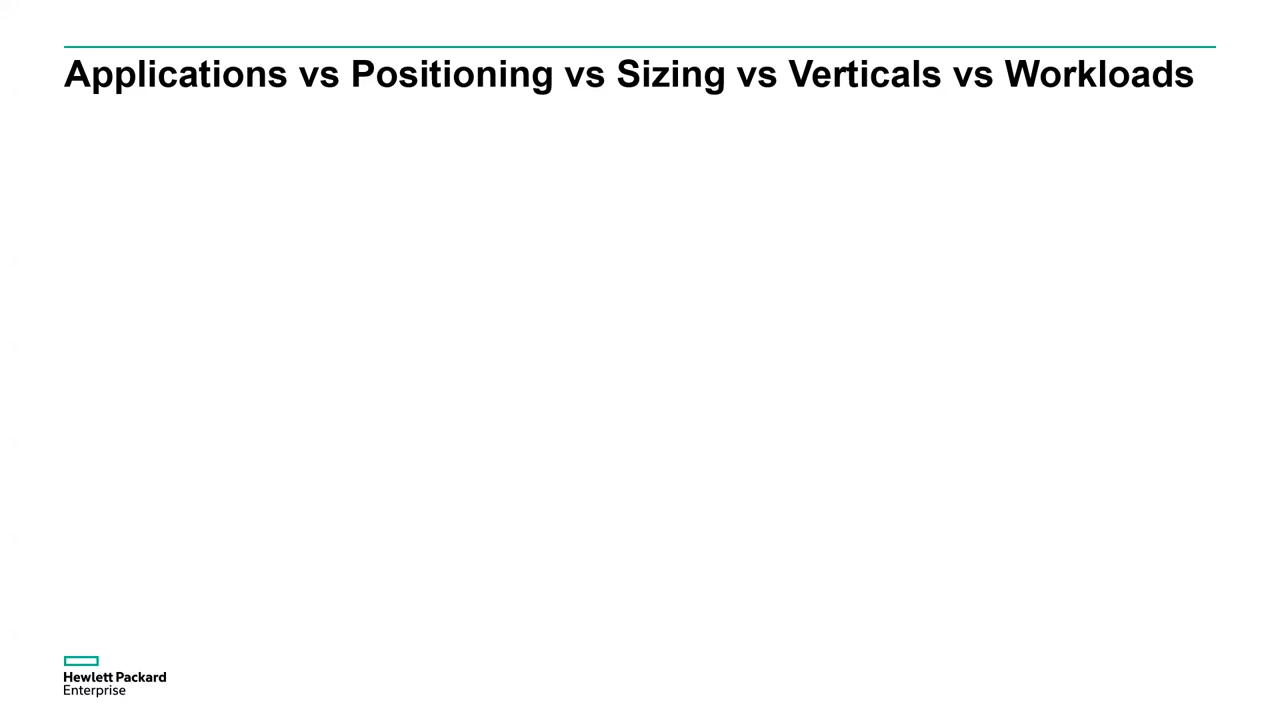 Applications vs Positioning vs Sizing vs Verticals vs Workloads
Hewlett Packard
Enterprise